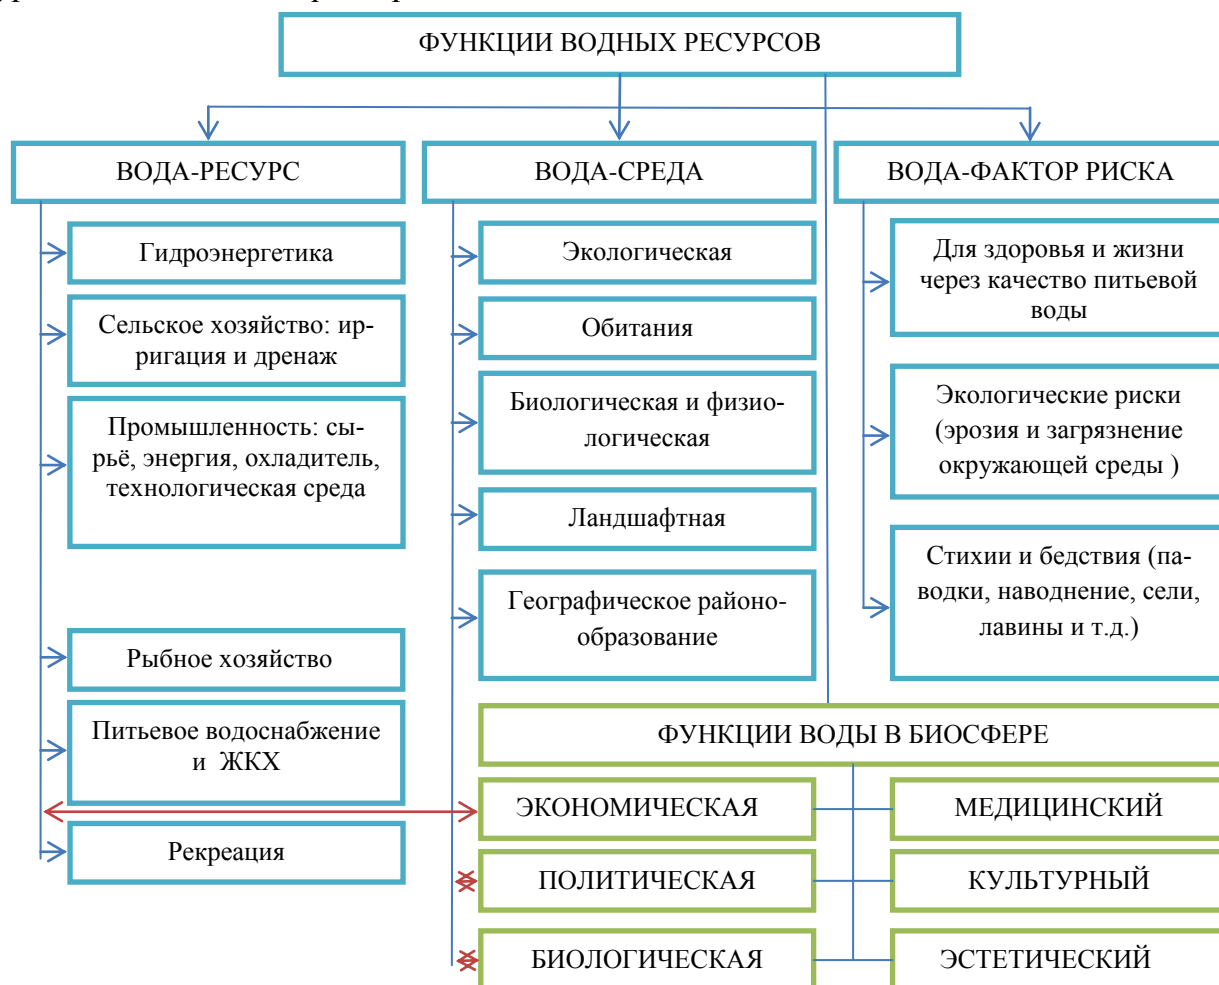 ФУНКЦИИ ВОДНЫХ РЕСУРСОВ
ВОДА-РЕСУРС
Гидроэнергетика
Сельское хозяйство: ир-
ригация и дренаж
Промышленность: сы-
рьё, энергия, охладитель,
технологическая среда
Рыбное хозяйство
Питьевое водоснабжение
и ЖКХ
Рекреация
ВОДА-СРЕДА
Экологическая
Обитания
Биологическая и физио-
логическая
Ландшафтная
Географическое районо-
образование
ВОДА-ФАКТОР РИСКА
Для здоровья и жизни
через качество питьевой
воды
Экологические риски
(эрозия и загрязнение
окружающей среды )
Стихии и бедствия (па-
водки, наводнение, сели,
лавины и т.д.)
ФУНКЦИИ ВОДЫ В БИОСФЕРЕ
ЭКОНОМИЧЕСКАЯ
МЕДИЦИНСКИЙ
ПОЛИТИЧЕСКАЯ
КУЛЬТУРНЫЙ
БИОЛОГИЧЕСКАЯ
ЭСТЕТИЧЕСКИЙ